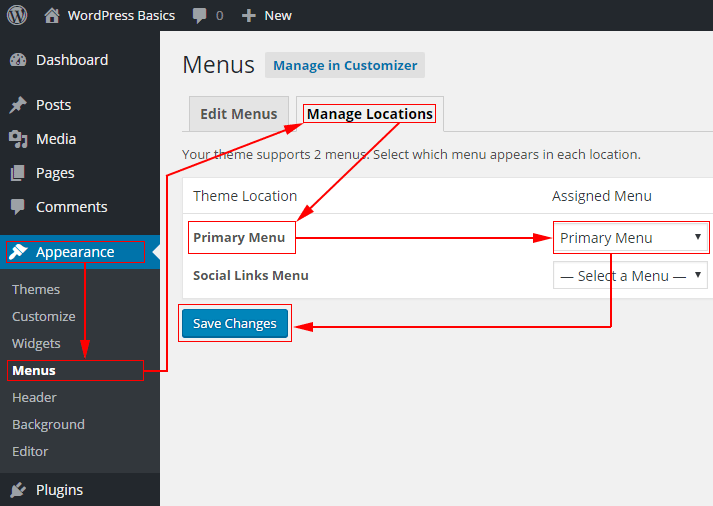 WordPress Basics 0 New
Dashboard
Posts
Media
Pages
Comments
Appearance
Themes
Customize
Widgets
Menus
Header
Background
Editor
Plugins
Menus Manage in Customizer
Edit Menus Manage Locations
Your theme supports 2 menus. Select which menu appears in each location.
Theme Location Assigned Menu
Primary Menu Primary Menu
Social Links Menu — Select a Menu —
Save Changes